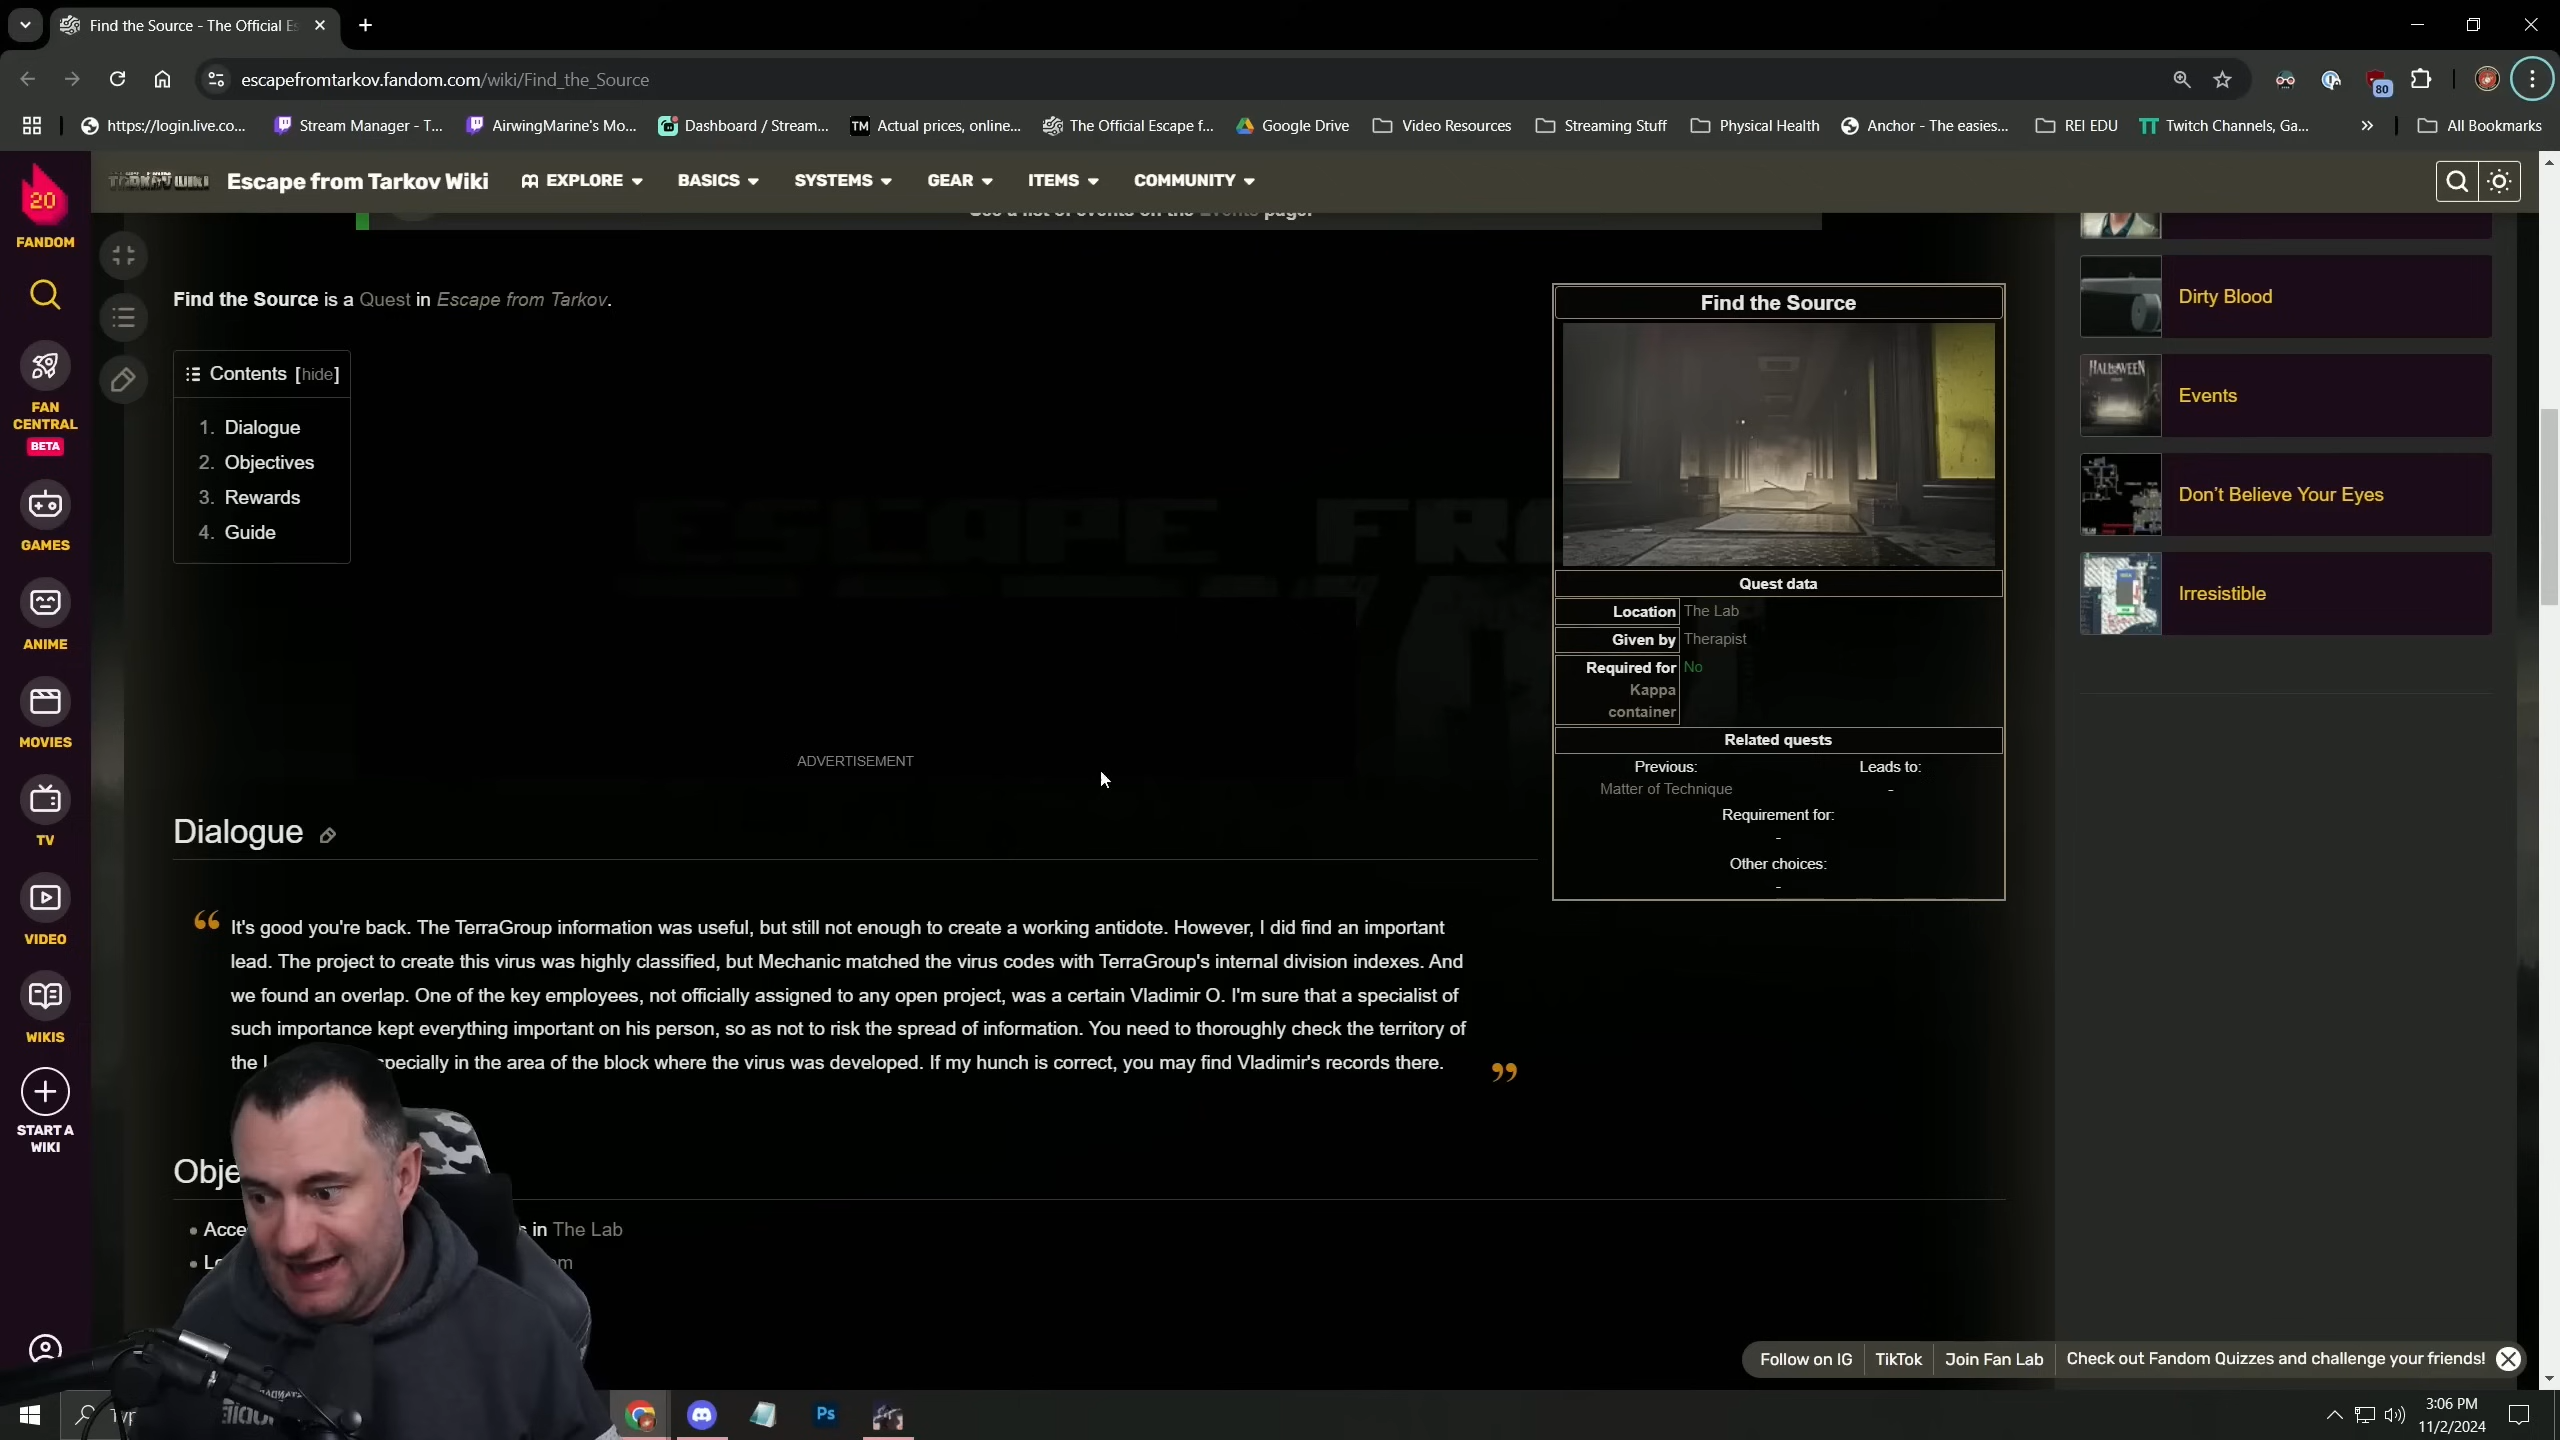 Find the Source - The Official Es
escapefromtarkov.fandom.com/wiki/Find_the_Source
80
https://login.live.co...
Stream Manager - T...
AirwingMarine's Mo...
Dashboard / Stream...
TM
Actual prices, online...
The Official Escape f...
Google Drive
Video Resources
Streaming Stuff
Physical Health
Anchor - The easies...
REI EDU
TT
Twitch Channels, Ga...
All Bookmarks
20
FANDOM
TARKOV WIKI
Escape from Tarkov Wiki
EXPLORE
BASICS
SYSTEMS
GEAR
ITEMS
COMMUNITY
FAN
CENTRAL
BETA
GAMES
ANIME
MOVIES
TV
VIDEO
WIKIS
START A
WIKI
Find the Source is a Quest in Escape from Tarkov.
Contents [hide]
1. Dialogue
2. Objectives
3. Rewards
4. Guide
ESCAPE FRO
ADVERTISEMENT
Find the Source
Quest data
Location The Lab
Given by Therapist
Required for No
Kappa
container
Related quests
Previous: Leads to:
Matter of Technique -
Requirement for:
-
Other choices:
-
Dirty Blood
HALLOWEEN
Events
Don't Believe Your Eyes
Irresistible
Dialogue
“ It's good you're back. The TerraGroup information was useful, but still not enough to create a working antidote. However, I did find an important
lead. The project to create this virus was highly classified, but Mechanic matched the virus codes with TerraGroup's internal division indexes. And
we found an overlap. One of the key employees, not officially assigned to any open project, was a certain Vladimir O. I'm sure that a specialist of
such importance kept everything important on his person, so as not to risk the spread of information. You need to thoroughly check the territory of
the pecially in the area of the block where the virus was developed. If my hunch is correct, you may find Vladimir's records there. ”
Obje
Acce s in The Lab
Follow on IG
TikTok
Join Fan Lab
Check out Fandom Quizzes and challenge your friends!
Ps
3:06 PM
11/2/2024